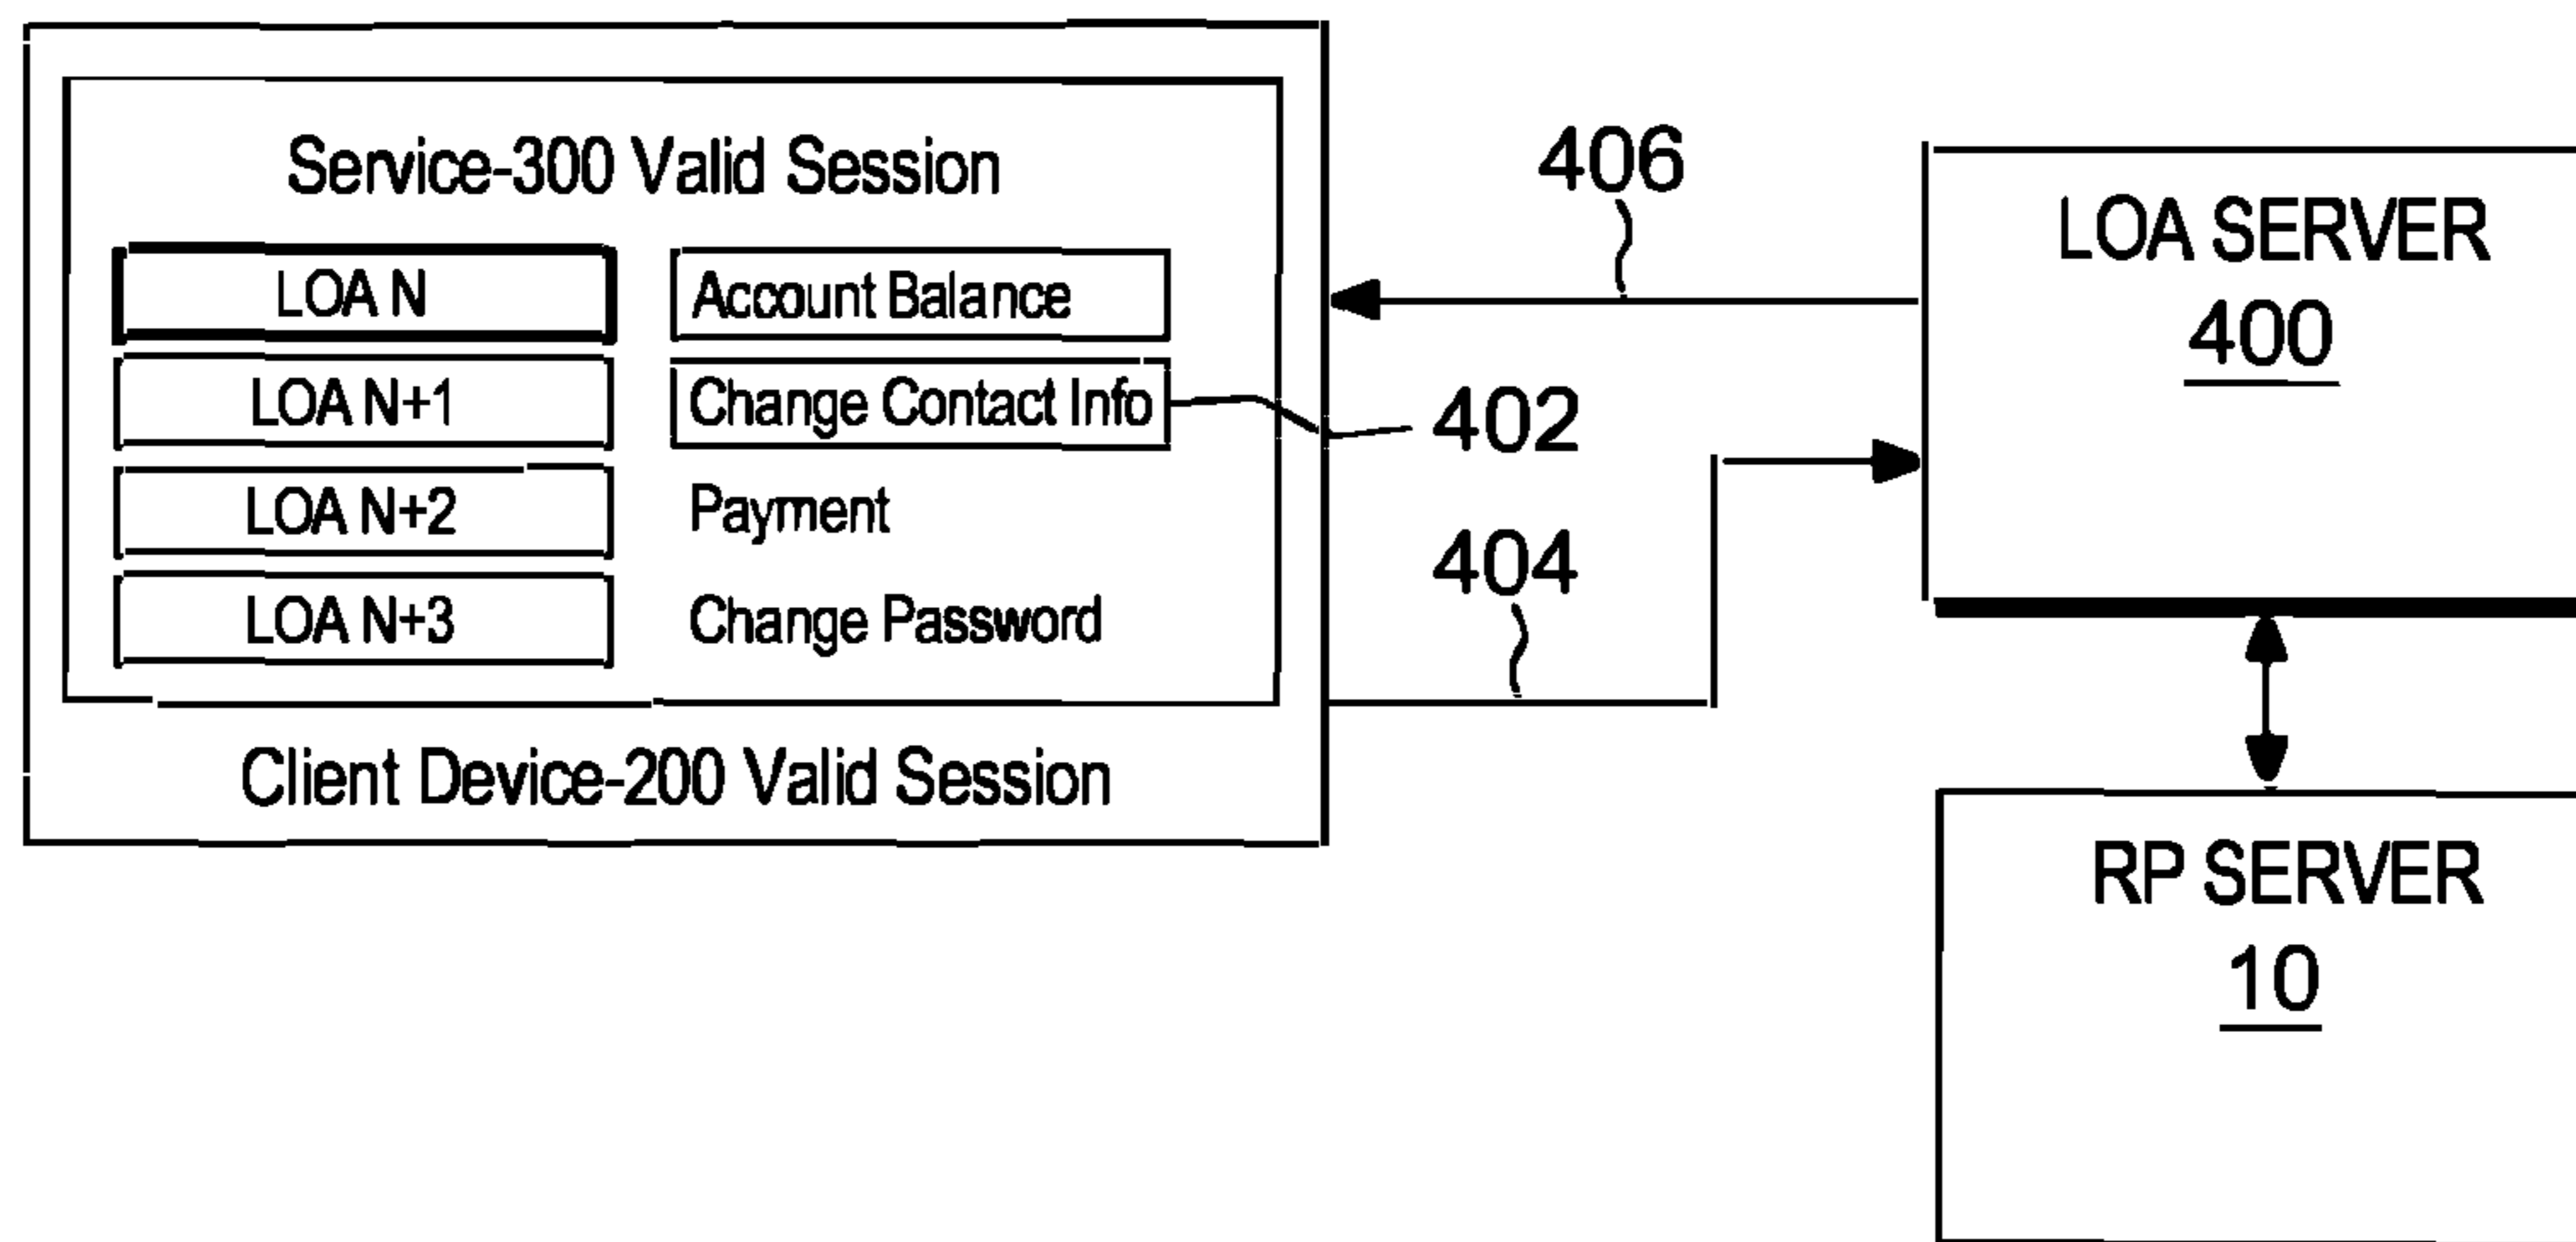 Service-300 Valid Session
LOA N
Account Balance
LOA N+1
Change Contact Info
LOA N+2
Payment
LOA N+3
Change Password
Client Device-200 Valid Session
406
402
404
LOA SERVER
400
RP SERVER
10